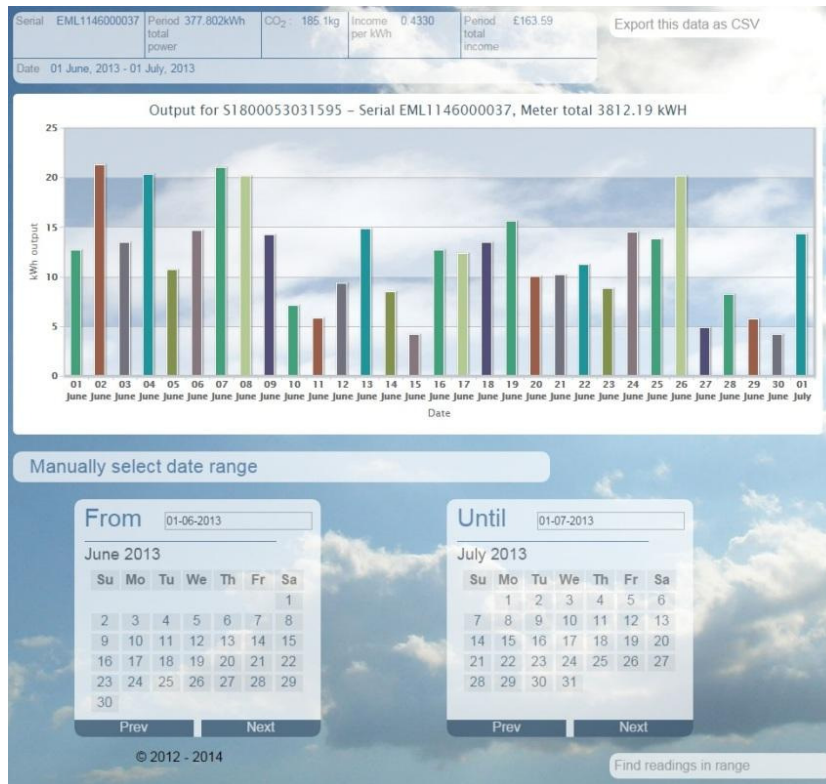 Serial EML1146000037 Period total power 377.802kWh CO2 : 185.1kg Income per kWh 0.4330 Period total income £163.59
Export this data as CSV
Date 01 June, 2013 - 01 July, 2013
Output for S1800053031595 – Serial EML1146000037, Meter total 3812.19 kWH
25
20
15
10
5
0
kWh output
01 June 02 June 03 June 04 June 05 June 06 June 07 June 08 June 09 June 10 June 11 June 12 June 13 June 14 June 15 June 16 June 17 June 18 June 19 June 20 June 21 June 22 June 23 June 24 June 25 June 26 June 27 June 28 June 29 June 30 June 01 July
Date
Manually select date range
From 01-06-2013
June 2013
Su Mo Tu We Th Fr Sa
1
2 3 4 5 6 7 8
9 10 11 12 13 14 15
16 17 18 19 20 21 22
23 24 25 26 27 28 29
30
Prev Next
Until 01-07-2013
July 2013
Su Mo Tu We Th Fr Sa
1 2 3 4 5 6
7 8 9 10 11 12 13
14 15 16 17 18 19 20
21 22 23 24 25 26 27
28 29 30 31
Prev Next
© 2012 - 2014
Find readings in range